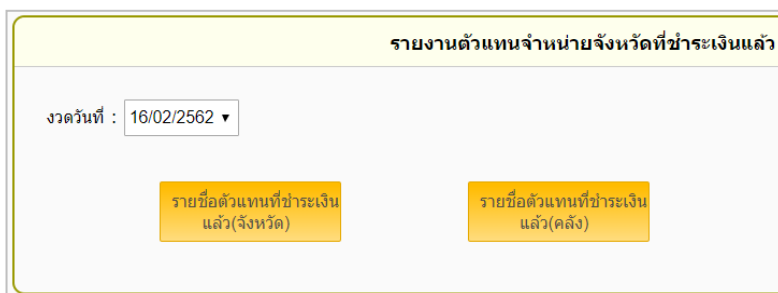 รายงานตัวแทนจำหน่ายจังหวัดที่ชำระเงินแล้ว
งวดวันที่ : 16/02/2562
รายชื่อตัวแทนที่ชำระเงิน
แล้ว(จังหวัด)
รายชื่อตัวแทนที่ชำระเงิน
แล้ว(คลัง)